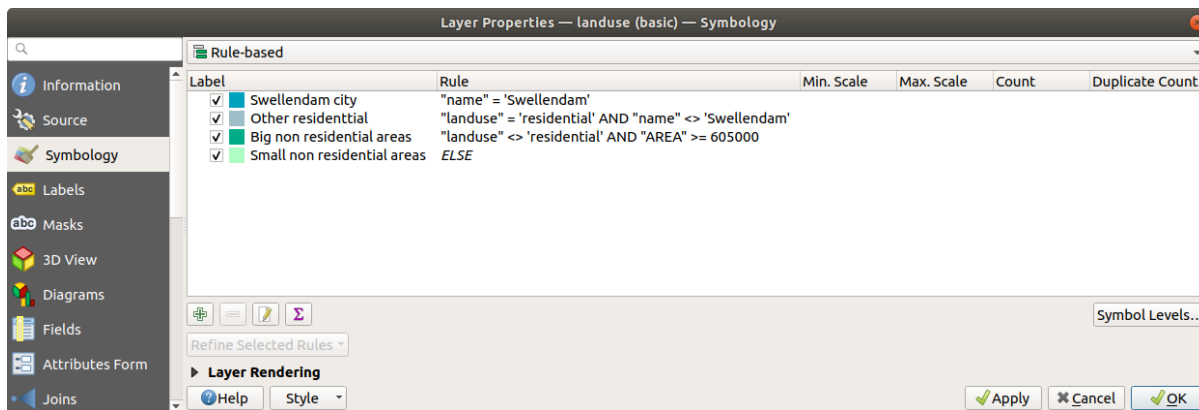 Layer Properties — landuse (basic) — Symbology
Rule-based
Information
Source
Symbology
Labels
Masks
3D View
Diagrams
Fields
Attributes Form
Joins
Label Rule Min. Scale Max. Scale Count Duplicate Count
Swellendam city "name" = 'Swellendam'
Other residenttial "landuse" = 'residential' AND "name" <> 'Swellendam'
Big non residential areas "landuse" <> 'residential' AND "AREA" >= 605000
Small non residential areas ELSE
Symbol Levels...
Refine Selected Rules
Layer Rendering
Help Style Apply Cancel OK